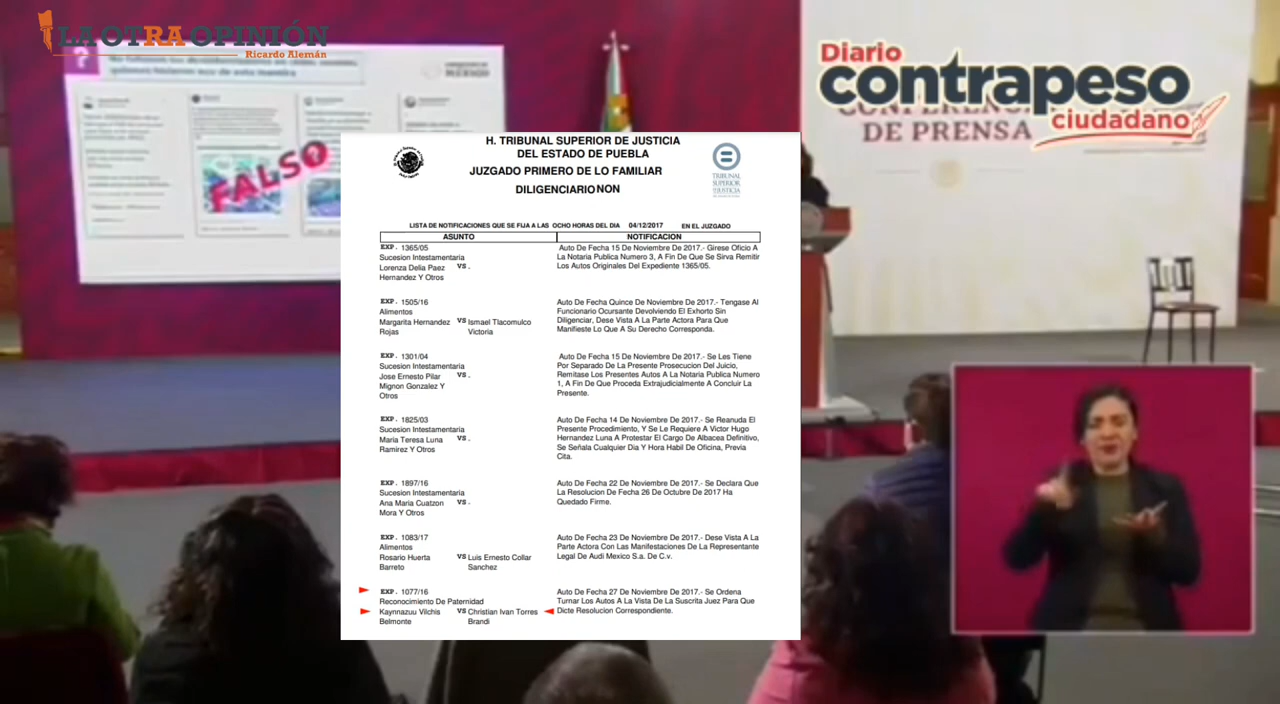 LA OTRA OPINIÓN
Ricardo Alemán
Diario
contrapeso
ciudadano
CONFERENCIA
DE PRENSA
MÉXICO
FALSO
?
?
H. TRIBUNAL SUPERIOR DE JUSTICIA
DEL ESTADO DE PUEBLA
JUZGADO PRIMERO DE LO FAMILIAR
DILIGENCIARIO NON
TRIBUNAL
SUPERIOR
DE JUSTICIA
LISTA DE NOTIFICACIONES QUE SE FIJA A LAS OCHO HORAS DEL DIA 04/12/2017 EN EL JUZGADO
ASUNTO NOTIFICACION
EXP. 1365/05
Sucesion Intestamentaria
Lorenza Delia Paez VS .
Hernandez Y Otros
Auto De Fecha 15 De Noviembre De 2017.- Girese Oficio A
La Notaria Publica Numero 3, A Fin De Que Se Sirva Remitir
Los Autos Originales Del Expediente 1365/05.
EXP. 1505/16
Alimentos
Margarita Hernandez VS Ismael Tlacomulco
Rojas Victoria
Auto De Fecha Quince De Noviembre De 2017.- Tengase Al
Funcionario Ocursante Devolviendo El Exhorto Sin
Diligenciar, Dese Vista A La Parte Actora Para Que
Manifieste Lo Que A Su Derecho Corresponda.
EXP. 1301/04
Sucesion Intestamentaria
Jose Ernesto Pilar VS .
Mignon Gonzalez Y
Otros
Auto De Fecha 15 De Noviembre De 2017.- Se Les Tiene
Por Separado De La Presente Prosecucion Del Juicio,
Remitase Los Presentes Autos A La Notaria Publica Numero
1, A Fin De Que Proceda Extrajudicialmente A Concluir La
Presente.
EXP. 1825/03
Sucesion Intestamentaria
Maria Teresa Luna VS .
Ramirez Y Otros
Auto De Fecha 14 De Noviembre De 2017.- Se Reanuda El
Presente Procedimiento, Y Se Le Requiere A Victor Hugo
Hernandez Luna A Protestar El Cargo De Albacea Definitivo,
Se Señala Cualquier Dia Y Hora Habil De Oficina, Previa
Cita.
EXP. 1897/16
Sucesion Intestamentaria
Ana Maria Cuatzon VS .
Mora Y Otros
Auto De Fecha 22 De Noviembre De 2017.- Se Declara Que
La Resolucion De Fecha 26 De Octubre De 2017 Ha
Quedado Firme.
EXP. 1083/17
Alimentos
Rosario Huerta VS Luis Ernesto Collar
Barreto Sanchez
Auto De Fecha 23 De Noviembre De 2017.- Dese Vista A La
Parte Actora Con Las Manifestaciones De La Representante
Legal De Audi Mexico S.a. De C.v.
EXP. 1077/16
Reconocimiento De Paternidad
Kaynnazuu Vilchis VS Christian Ivan Torres
Belmonte Brandi
Auto De Fecha 27 De Noviembre De 2017.- Se Ordena
Turnar Los Autos A La Vista De La Suscrita Juez Para Que
Dicte Resolucion Correspondiente.